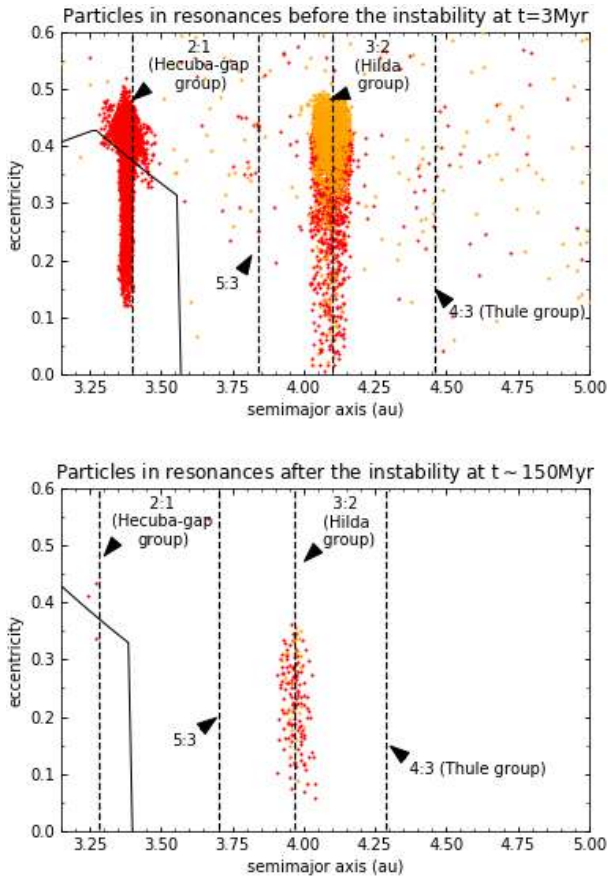 Particles in resonances before the instability at t=3Myr
0.6
0.5
0.4
0.3
0.2
0.1
0.0
eccentricity
2:1
(Hecuba-gap
group)
3:2
(Hilda
group)
5:3
4:3 (Thule group)
3.25 3.50 3.75 4.00 4.25 4.50 4.75 5.00
semimajor axis (au)
Particles in resonances after the instability at t ~ 150Myr
0.6
0.5
0.4
0.3
0.2
0.1
0.0
eccentricity
2:1
(Hecuba-gap
group)
3:2
(Hilda
group)
5:3
4:3 (Thule group)
3.25 3.50 3.75 4.00 4.25 4.50 4.75 5.00
semimajor axis (au)